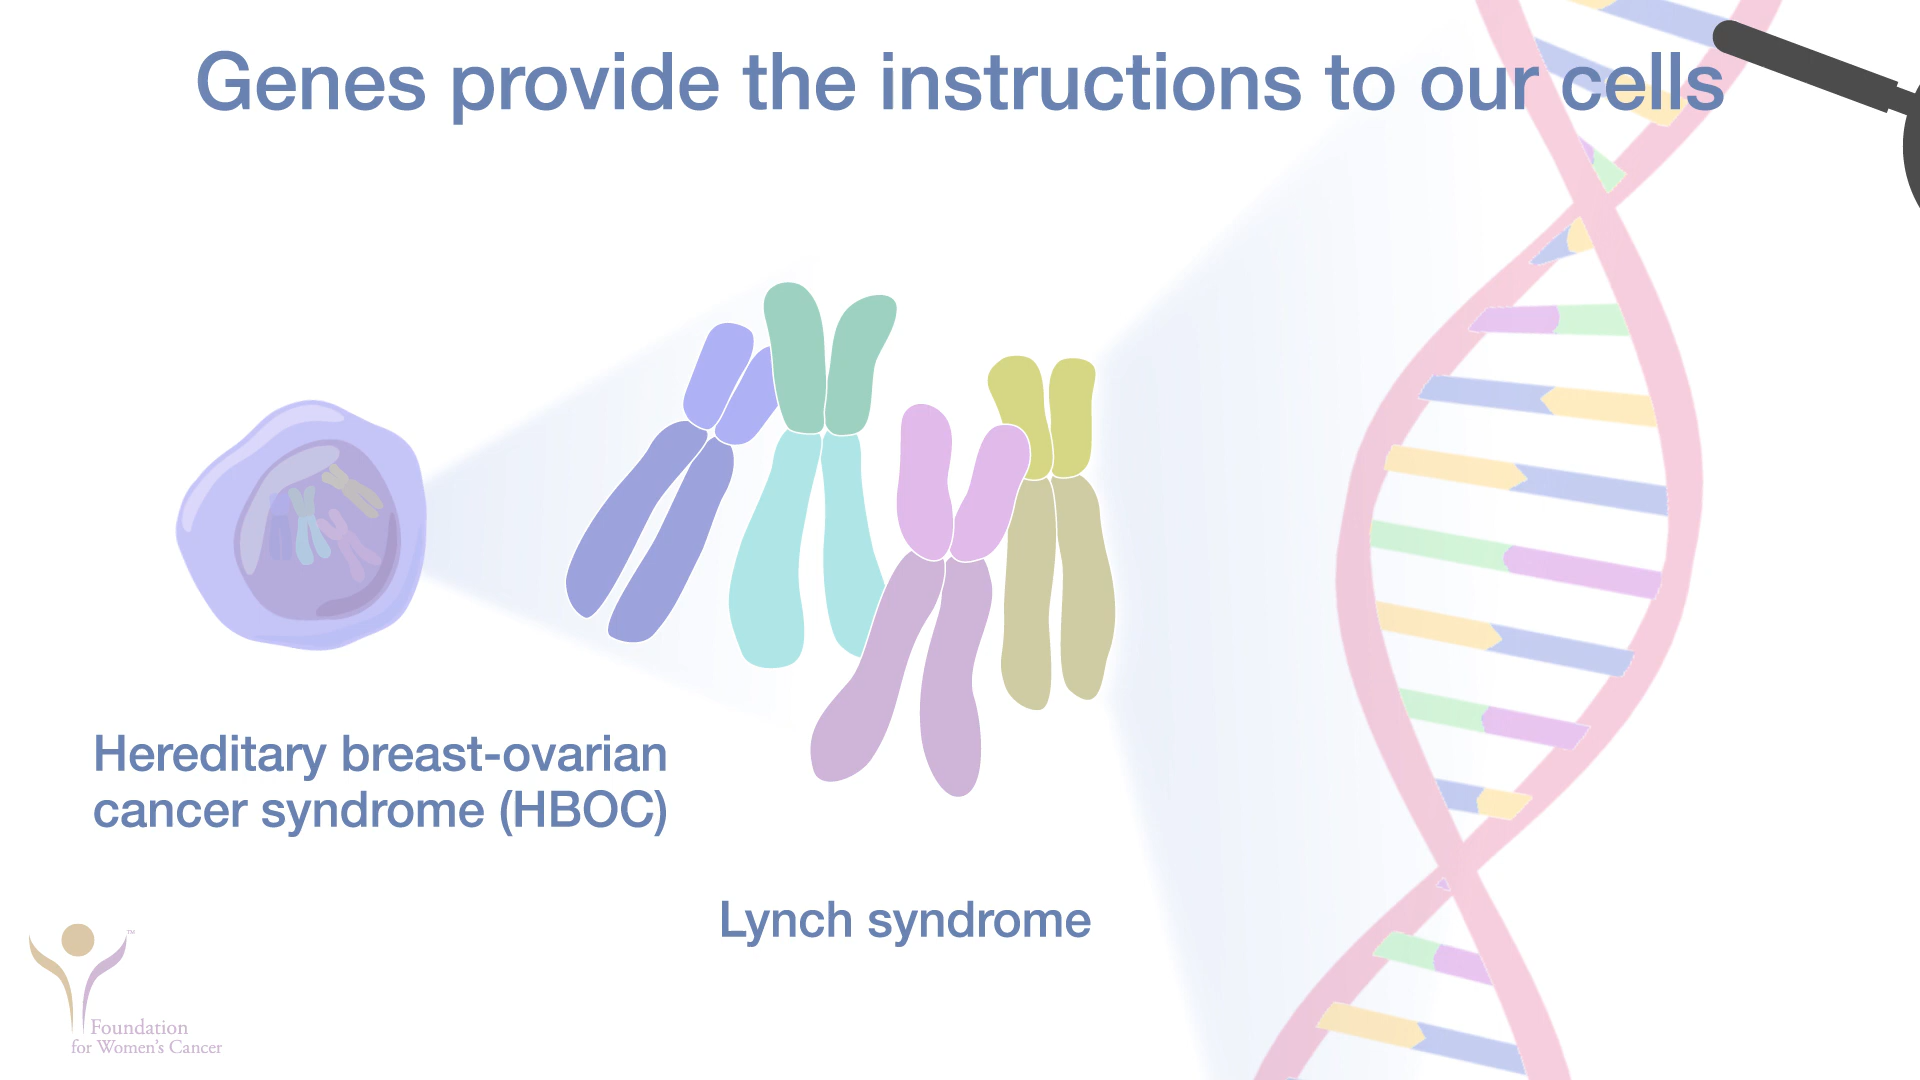 Genes provide the instructions to our cells
Hereditary breast-ovarian
cancer syndrome (HBOC)
Lynch syndrome
TM
Foundation
for Women's Cancer